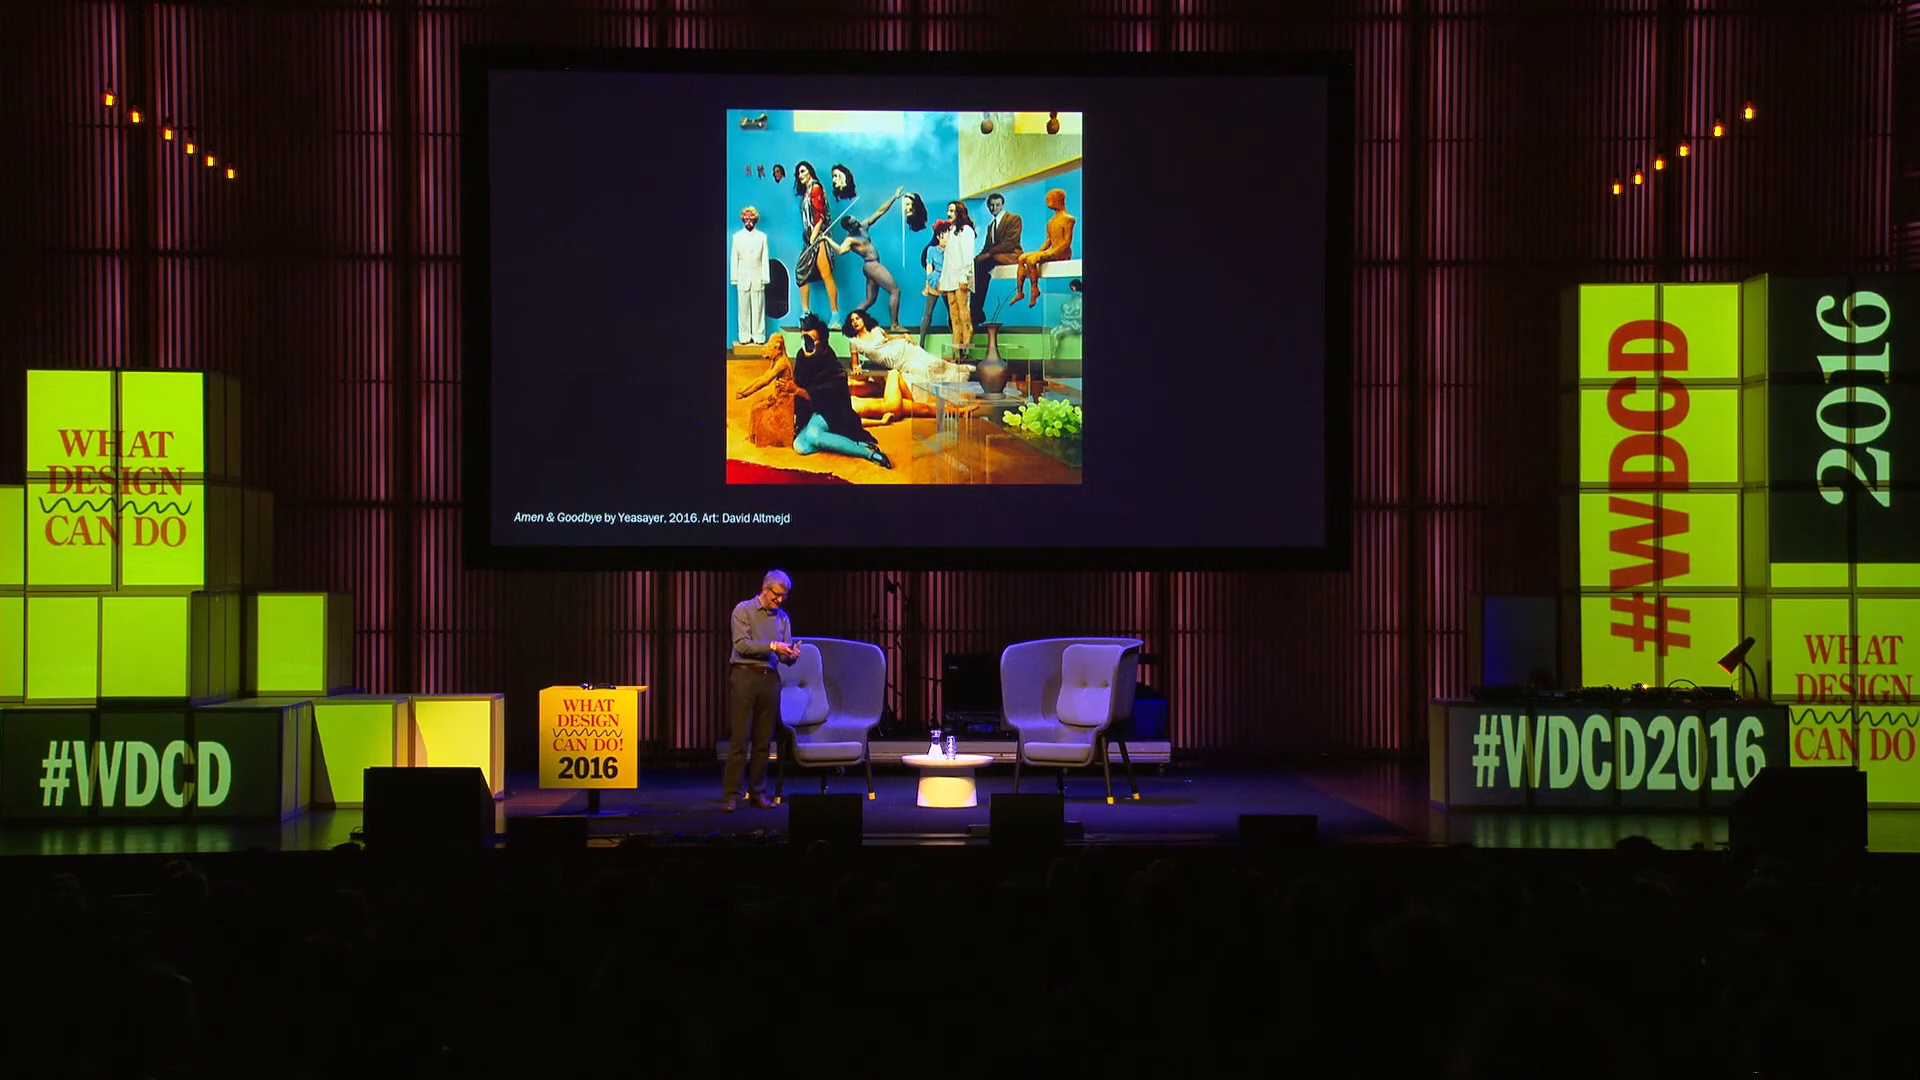 Amen & Goodbye by Yeasayer. 2016. Art: David Altmejd
WHAT
DESIGN
CAN DO
#WDCD
WHAT
DESIGN
CAN DO!
2016
#WDCD
2016
#WDCD2016
WHAT
DESIGN
CAN DO